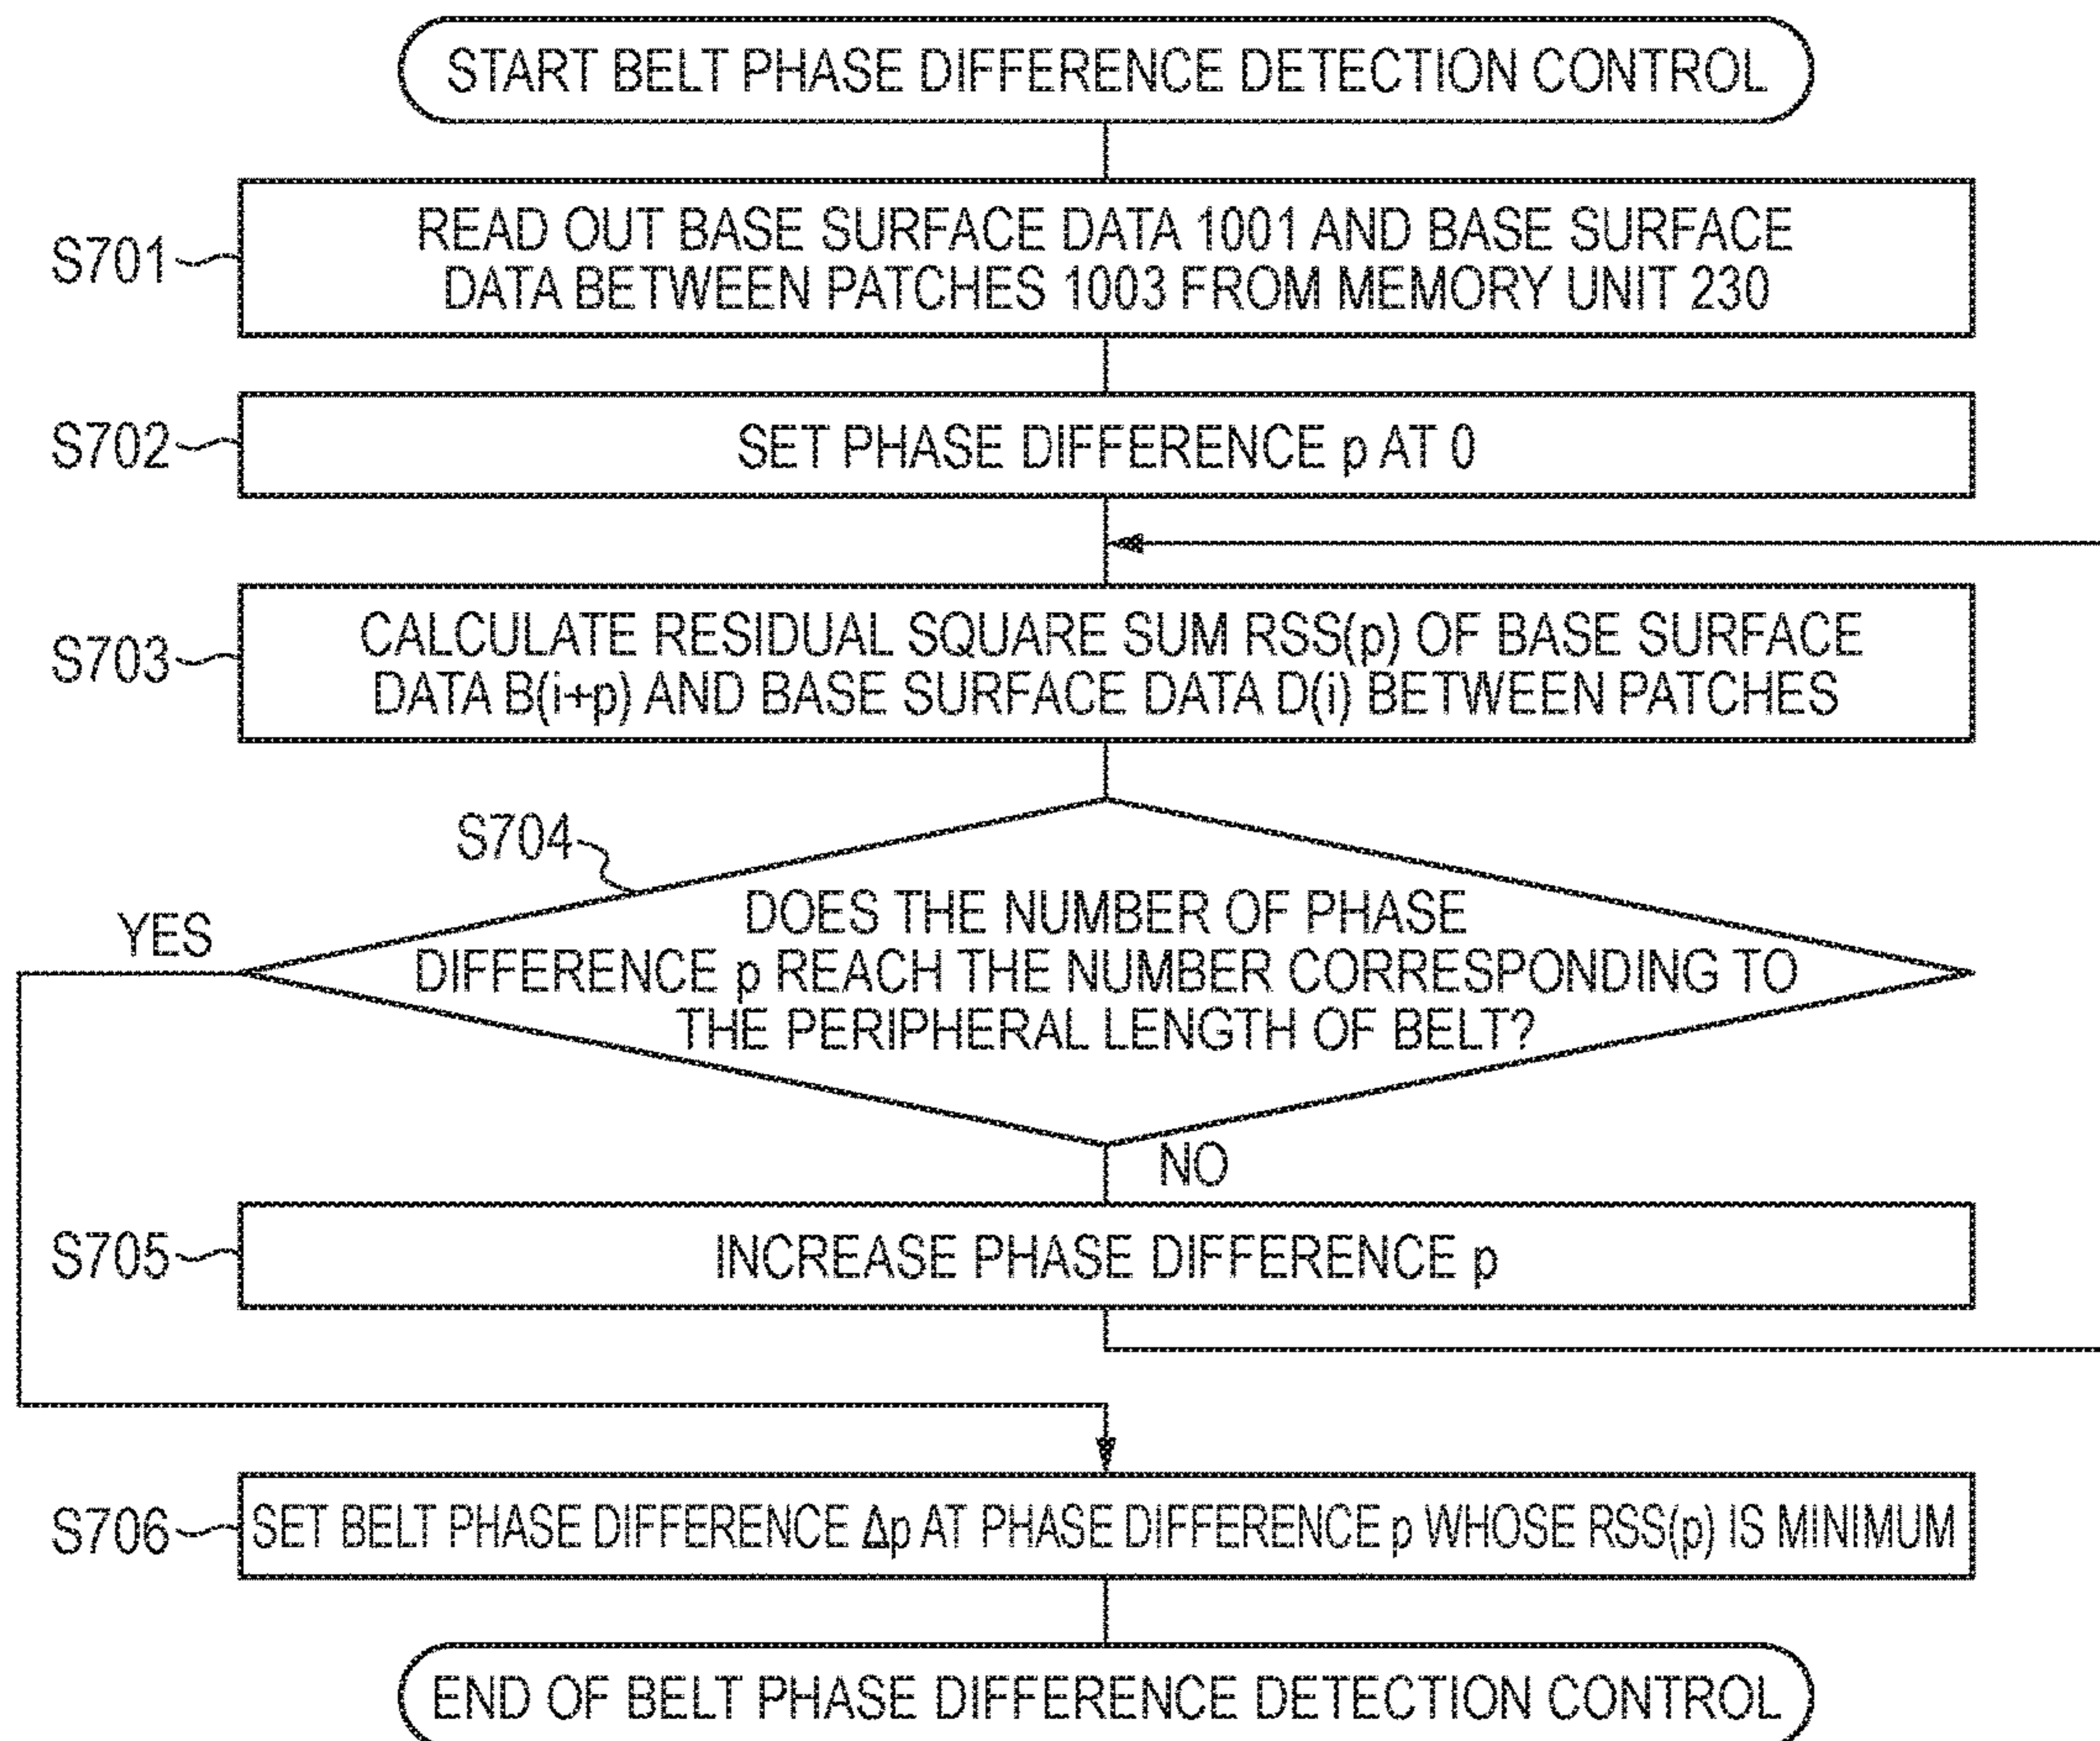 START BELT PHASE DIFFERENCE DETECTION CONTROL
S701
READ OUT BASE SURFACE DATA 1001 AND BASE SURFACE
DATA BETWEEN PATCHES 1003 FROM MEMORY UNIT 230
S702
SET PHASE DIFFERENCE p AT 0
S703
CALCULATE RESIDUAL SQUARE SUM RSS(p) OF BASE SURFACE
DATA B(i+p) AND BASE SURFACE DATA D(i) BETWEEN PATCHES
S704
YES
DOES THE NUMBER OF PHASE
DIFFERENCE p REACH THE NUMBER CORRESPONDING TO
THE PERIPHERAL LENGTH OF BELT?
NO
S705
INCREASE PHASE DIFFERENCE p
S706
SET BELT PHASE DIFFERENCE Δp AT PHASE DIFFERENCE p WHOSE RSS(p) IS MINIMUM
END OF BELT PHASE DIFFERENCE DETECTION CONTROL